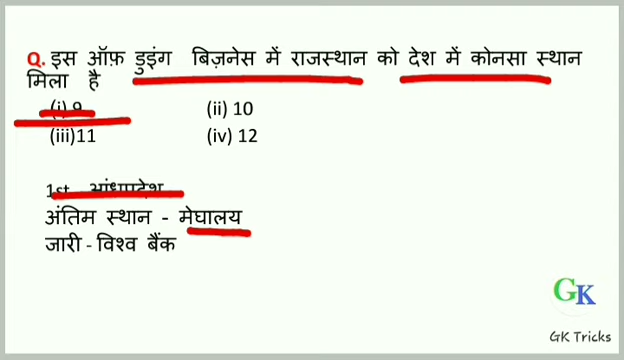 Q. इस ऑफ़ डुइंग बिज़नेस में राजस्थान को देश में कोनसा स्थान
मिला है
(i) 9 (ii) 10
(iii)11 (iv) 12
1st आंध्रप्रदेश
अंतिम स्थान - मेघालय
जारी - विश्व बैंक
GK
GK Tricks